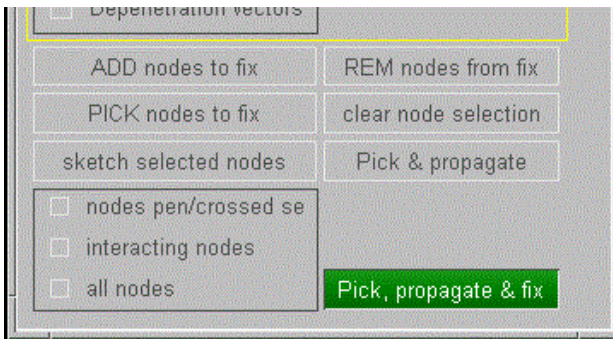 Depenetration vectors
ADD nodes to fix
REM nodes from fix
PICK nodes to fix
clear node selection
sketch selected nodes
Pick & propagate
nodes pen/crossed se
interacting nodes
all nodes
Pick, propagate & fix